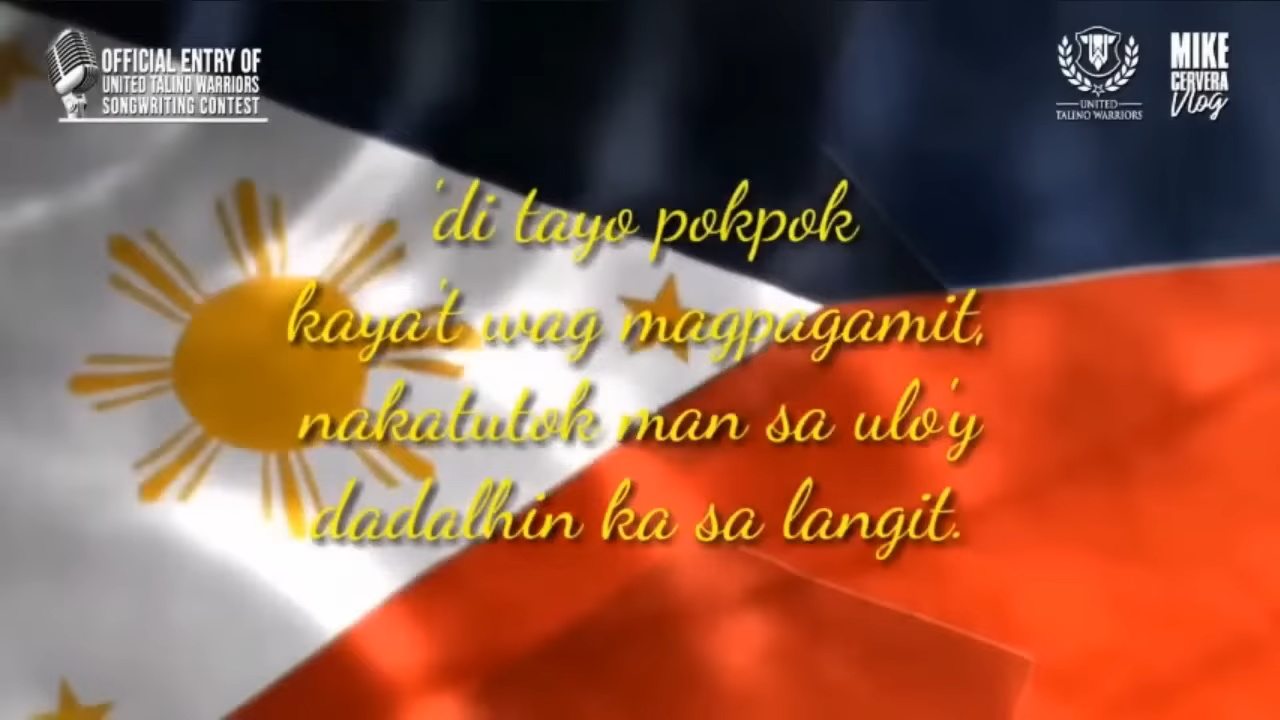 OFFICIAL ENTRY OF
UNITED TALINO WARRIORS
SONGWRITING CONTEST
UNITED
TALINO WARRIORS
MIKE
CERVERA
Vlog
'di tayo pokpok
kaya't wag magpagamit,
nakatutok man sa ulo'y
dadalhin ka sa langit.